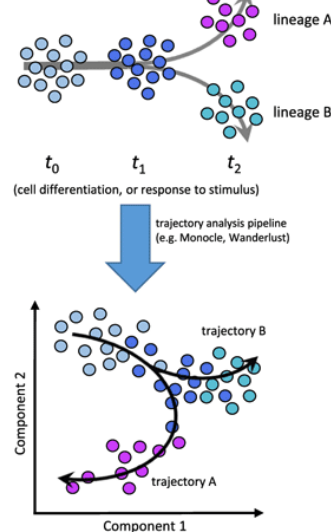 lineage A
lineage B
t0 t1 t2
(cell differentiation, or response to stimulus)
trajectory analysis pipeline
(e.g. Monocle, Wanderlust)
trajectory B
Component 2
trajectory A
Component 1